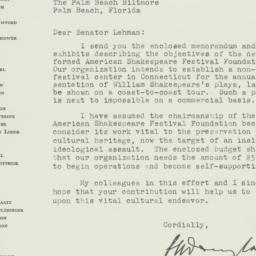 The Palm Beach Biltmore
Palm Beach, Florida
Dear Senator Lehman:
I send you the enclosed memorandum and
exhibits describing the objectives of the ne
formed American Shakespeare Festival Foundat
Our organization intends to establish a non-
festival center in Connecticut for the annua
sentation of William Shakespeare's plays, la
be shown on a coast-to-coast tour. Such a p
is next to impossible on a commercial basis.
I have assumed the chairmanship of the
American Shakespeare Festival Foundation bec
consider its work vital to the preservation
cultural heritage, now the target of an insi
ideological assault. The enclosed budget sh
that our organization needs the amount of $5
to begin operations and become self-supporti
My colleagues in this effort and I sinc
hope that your contribution will help us to
upon this vital cultural endeavor.
Cordially,